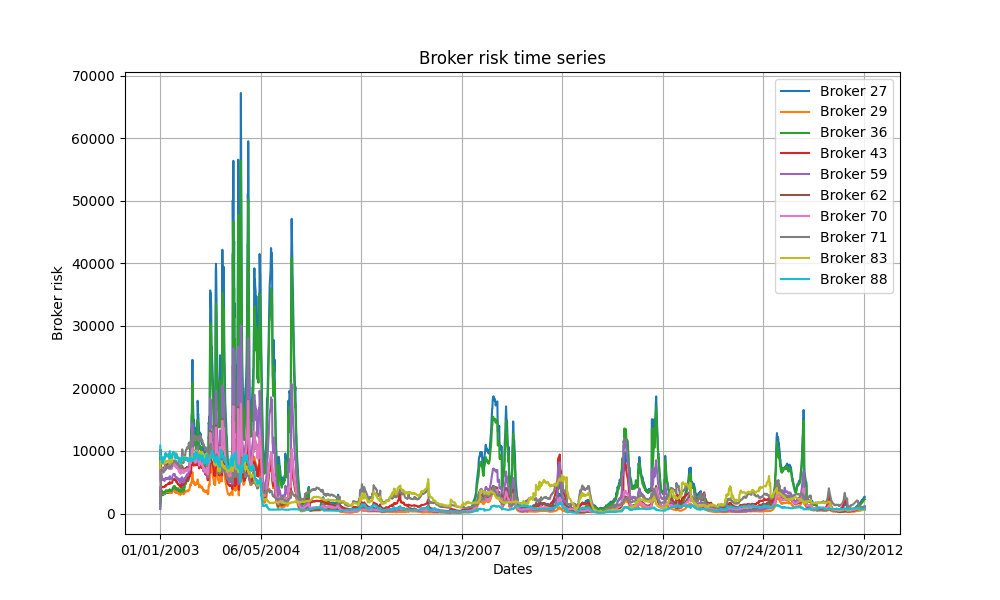 Broker risk time series
70000
60000
50000
40000
30000
20000
10000
0
Broker risk
01/01/2003 06/05/2004 11/08/2005 04/13/2007 09/15/2008 02/18/2010 07/24/2011 12/30/2012
Dates
Broker 27
Broker 29
Broker 36
Broker 43
Broker 59
Broker 62
Broker 70
Broker 71
Broker 83
Broker 88